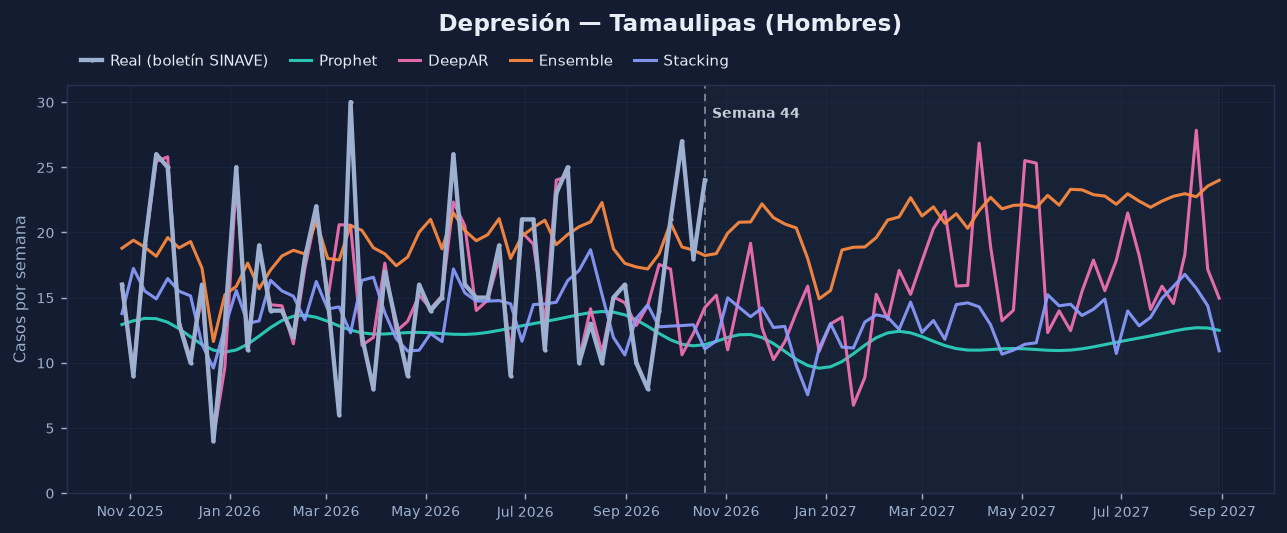 Depresión — Tamaulipas (Hombres)
Real (boletín SINAVE) Prophet DeepAR Ensemble Stacking
Semana 44
Casos por semana
30
25
20
15
10
5
0
Nov 2025 Jan 2026 Mar 2026 May 2026 Jul 2026 Sep 2026 Nov 2026 Jan 2027 Mar 2027 May 2027 Jul 2027 Sep 2027